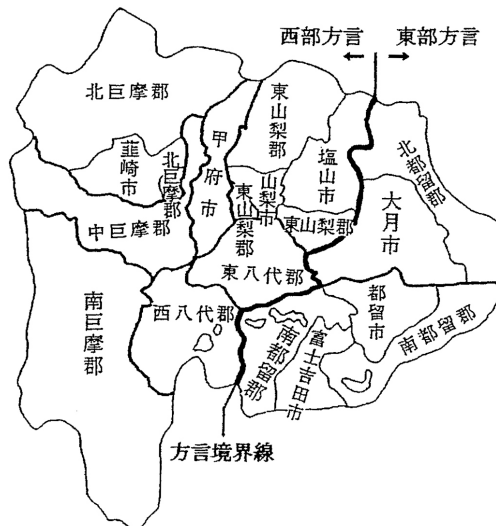 西部方言
東部方言
北巨摩郡
東山梨郡
甲府市
韮崎市
北巨摩郡
塩山市
北都留郡
中巨摩郡
東山梨郡
山梨市
東山梨郡
大月市
東八代郡
南巨摩郡
西八代郡
都留市
南都留郡
富士吉田市
南都留郡
方言境界線